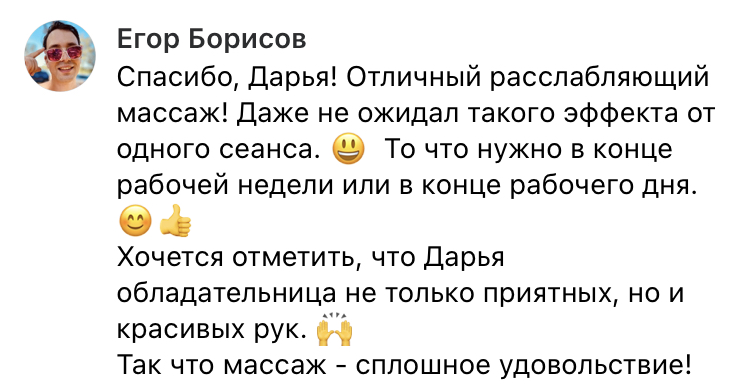 Егор Борисов
Спасибо, Дарья! Отличный расслабляющий
массаж! Даже не ожидал такого эффекта от
одного сеанса. 😃 То что нужно в конце
рабочей недели или в конце рабочего дня.
😊👍
Хочется отметить, что Дарья
обладательница не только приятных, но и
красивых рук. 🙌
Так что массаж - сплошное удовольствие!